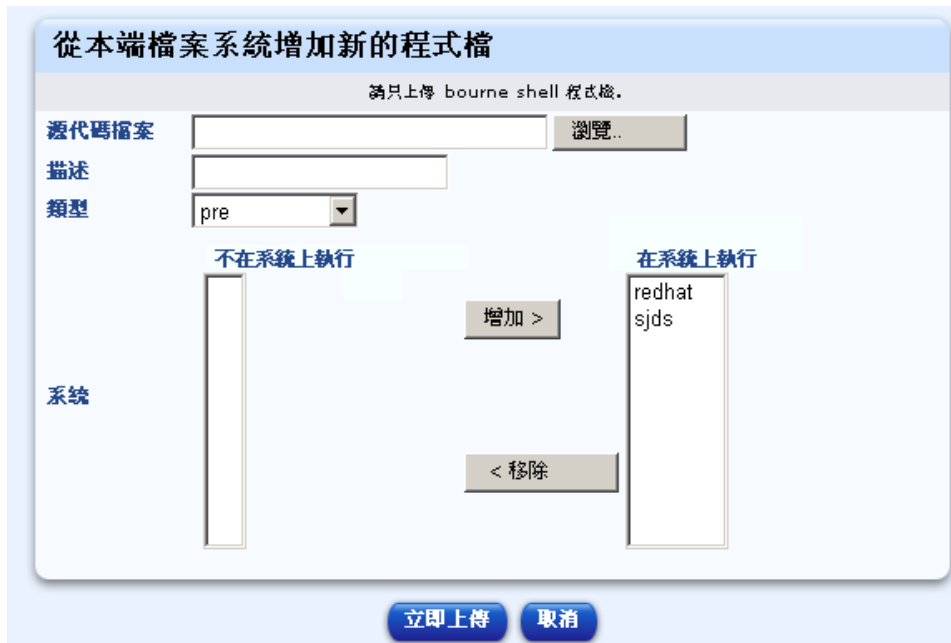 從本端檔案系統增加新的程式檔
請只上傳 bourne shell 程式檔.
源代碼檔案
瀏覽..
描述
類型
pre
不在系統上執行
在系統上執行
redhat
sjds
增加 >
系統
< 移除
立即上傳
取消